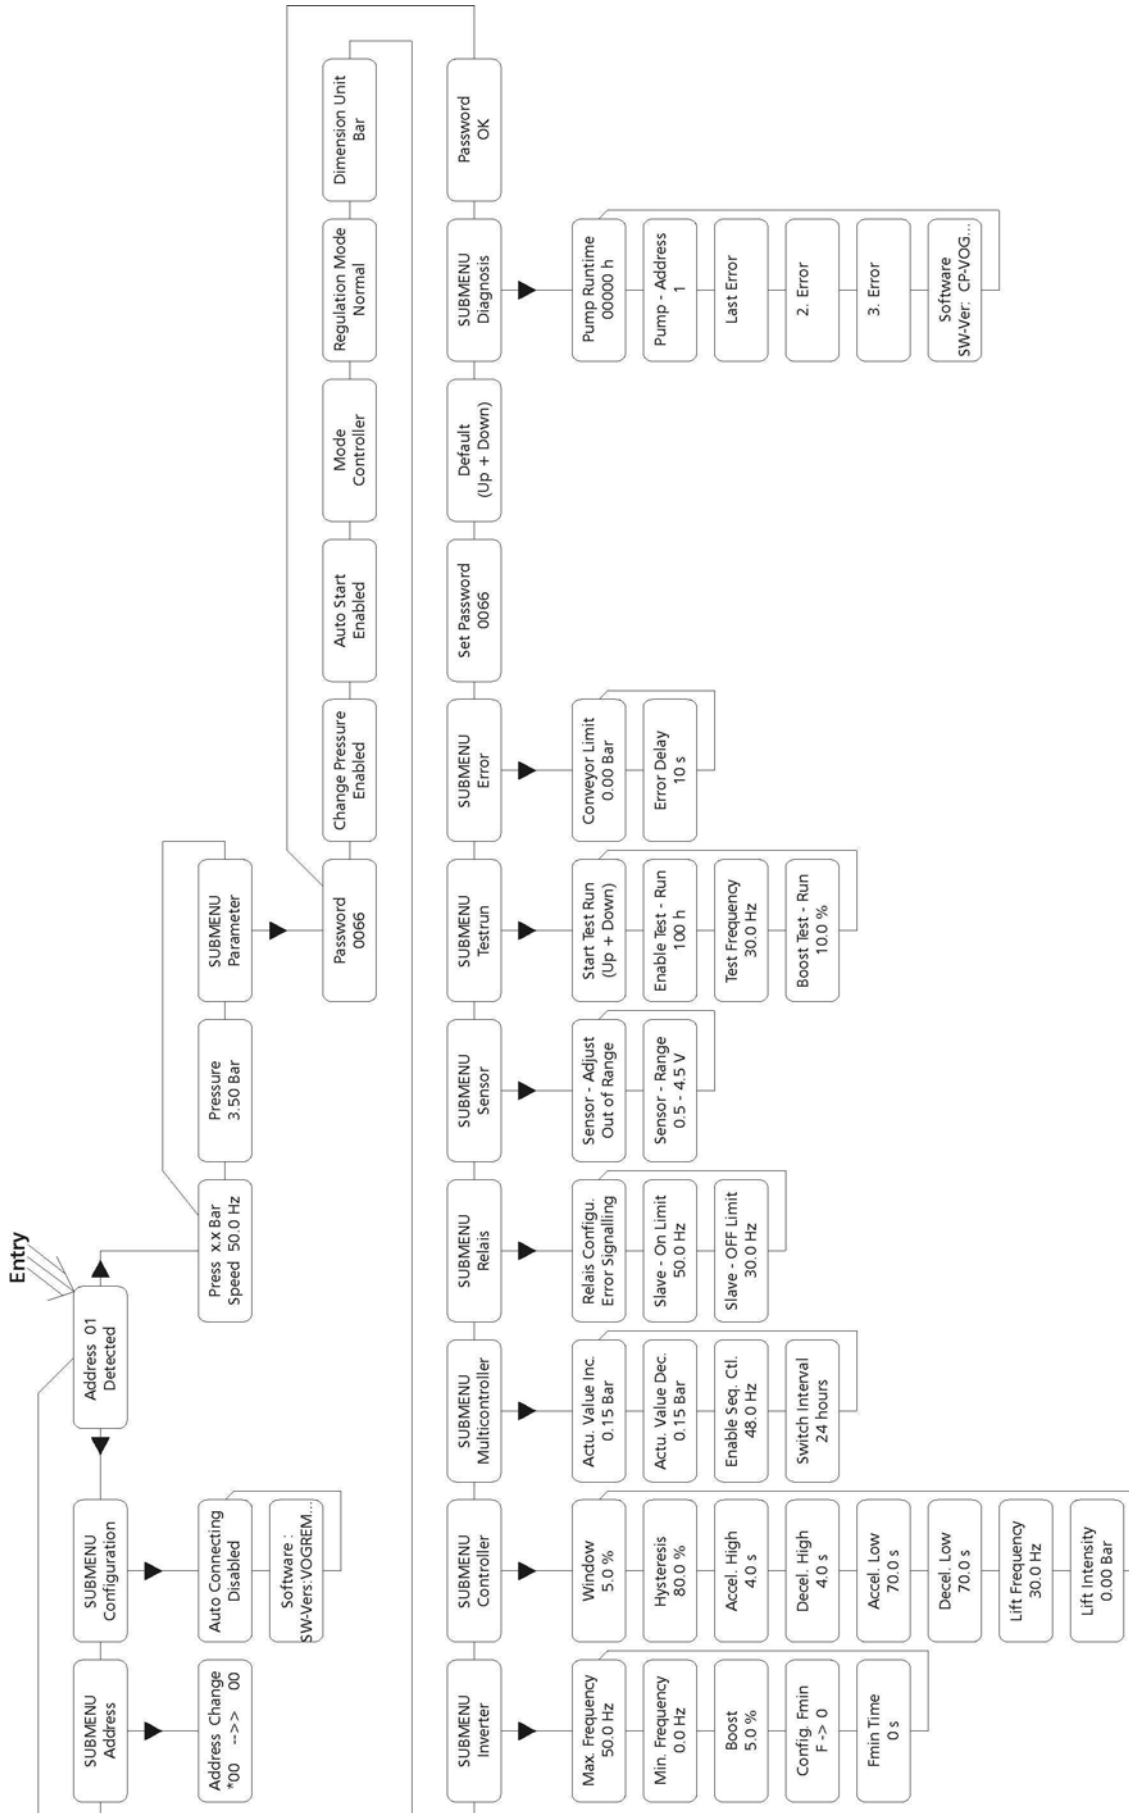 Entry
SUBMENU
Address
SUBMENU
Configuration
Address 01
Detected
Address Change
*00 -->> 00
Auto Connecting
Disabled
Software :
SW-Vers:VOGREM...
Press x.x Bar
Speed 50.0 Hz
Pressure
3.50 Bar
SUBMENU
Parameter
Password
0066
Change Pressure
Enabled
Auto Start
Enabled
Mode
Controller
Regulation Mode
Normal
Dimension Unit
Bar
SUBMENU
Inverter
SUBMENU
Controller
SUBMENU
Multicontroller
SUBMENU
Relais
SUBMENU
Sensor
SUBMENU
Testrun
SUBMENU
Error
Set Password
0066
Default
(Up + Down)
SUBMENU
Diagnosis
Password
OK
Max. Frequency
50.0 Hz
Min. Frequency
0.0 Hz
Boost
5.0 %
Config. Fmin
F -> 0
Fmin Time
0 s
Window
5.0 %
Hysteresis
80.0 %
Accel. High
4.0 s
Decel. High
4.0 s
Accel. Low
70.0 s
Decel. Low
70.0 s
Lift Frequency
30.0 Hz
Lift Intensity
0.00 Bar
Actu. Value Inc.
0.15 Bar
Actu. Value Dec.
0.15 Bar
Enable Seq. Ctl.
48.0 Hz
Switch Interval
24 hours
Relais Configu.
Error Signalling
Slave - On Limit
50.0 Hz
Slave - OFF Limit
30.0 Hz
Sensor - Adjust
Out of Range
Sensor - Range
0.5 - 4.5 V
Start Test Run
(Up + Down)
Enable Test - Run
100 h
Test Frequency
30.0 Hz
Boost Test - Run
10.0 %
Conveyor Limit
0.00 Bar
Error Delay
10 s
Pump Runtime
00000 h
Pump - Address
1
Last Error
2. Error
3. Error
Software
SW-Ver: CP-VOG...